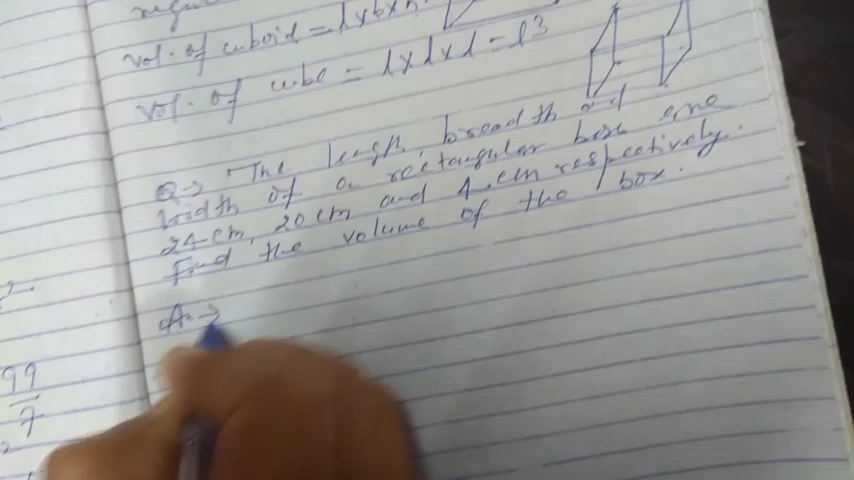 vol. of cuboid = l x b x h.
vol. of cube = l x l x l = l³
Q→ The length, breadth and
width of a rectangular box are
24 cm, 20 cm and 4 cm respectively.
Find the volume of the box.
A→
99
7